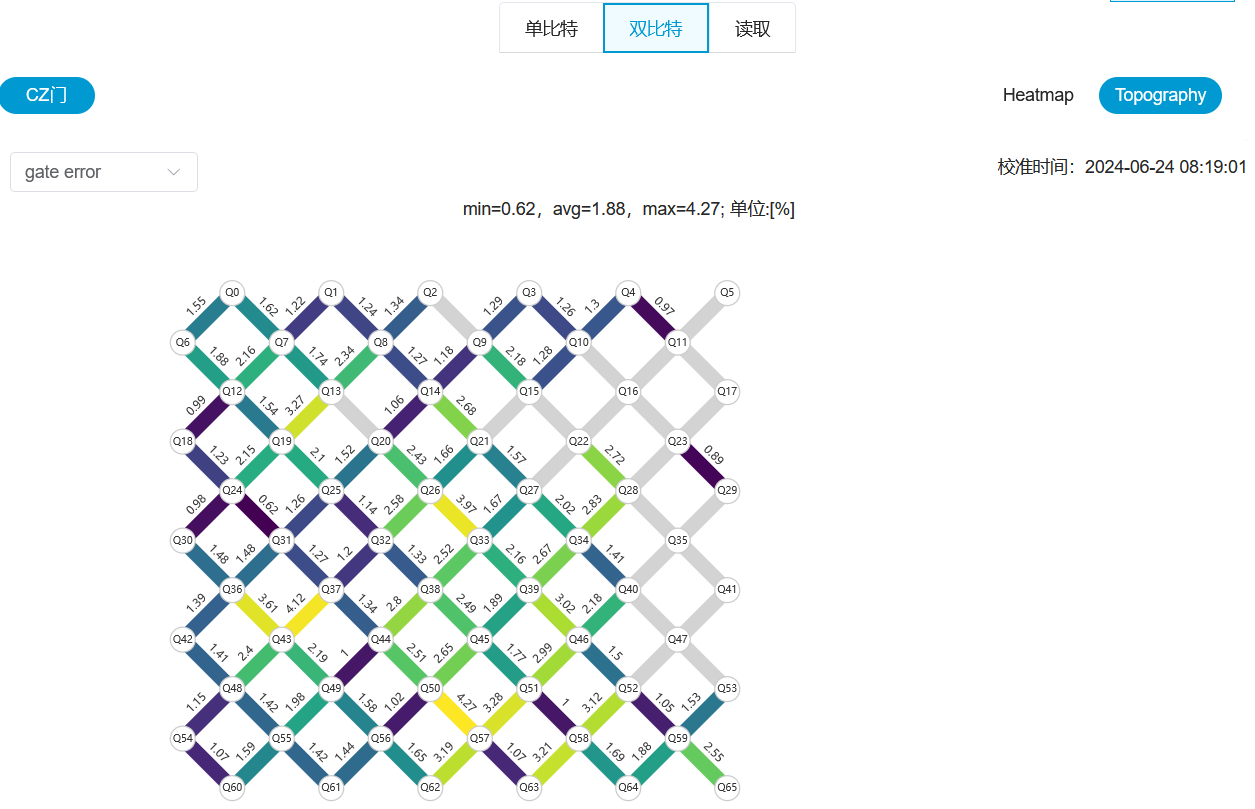 单比特 双比特 读取
CZ门 Heatmap Topography
gate error 校准时间：2024-06-24 08:19:01
min=0.62，avg=1.88，max=4.27; 单位:[%]
Q0 Q1 Q2 Q3 Q4 Q5
1.55 1.62 1.22 1.24 1.34 1.29 1.26 1.3 0.97
Q6 Q7 Q8 Q9 Q10 Q11
1.88 2.16 1.74 2.34 1.27 1.18 2.18 1.28
Q12 Q13 Q14 Q15 Q16 Q17
0.99 1.54 3.27 1.06 2.68
Q18 Q19 Q20 Q21 Q22 Q23
1.23 2.15 2.1 1.52 2.43 1.66 1.57 2.72 0.89
Q24 Q25 Q26 Q27 Q28 Q29
0.98 0.62 1.26 1.14 2.58 3.97 1.67 2.02 2.83
Q30 Q31 Q32 Q33 Q34 Q35
1.48 1.48 1.27 1.2 1.33 2.52 2.16 2.67 1.41
Q36 Q37 Q38 Q39 Q40 Q41
1.39 3.61 4.12 1.34 2.8 2.49 1.89 3.02 2.18
Q42 Q43 Q44 Q45 Q46 Q47
1.41 2.4 2.19 1 2.51 2.65 1.77 2.99 1.5
Q48 Q49 Q50 Q51 Q52 Q53
1.15 1.42 1.98 1.58 1.02 4.27 3.28 1 3.12 1.05 1.53
Q54 Q55 Q56 Q57 Q58 Q59
1.07 1.59 1.42 1.44 1.65 3.19 1.07 3.21 1.69 1.88 2.55
Q60 Q61 Q62 Q63 Q64 Q65